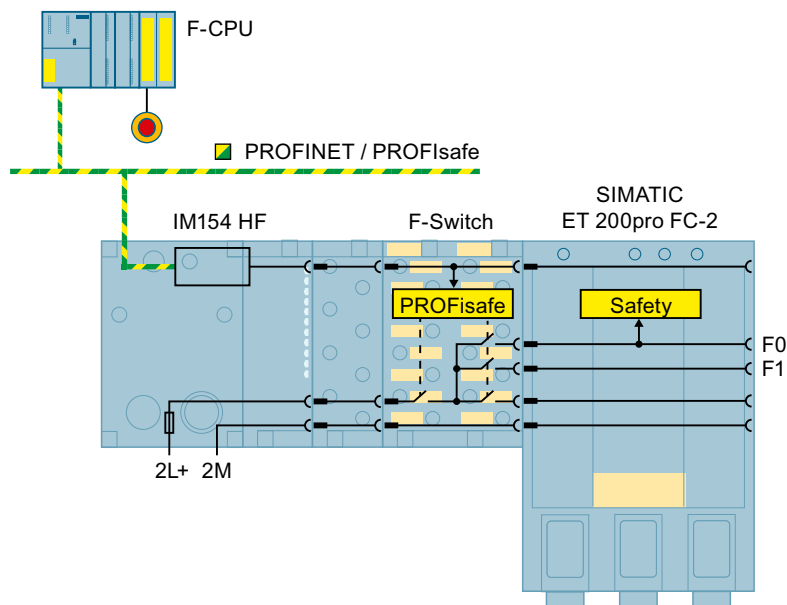 F-CPU
PROFINET / PROFIsafe
IM154 HF
F-Switch
SIMATIC
ET 200pro FC-2
PROFisafe
Safety
F0
F1
2L+
2M